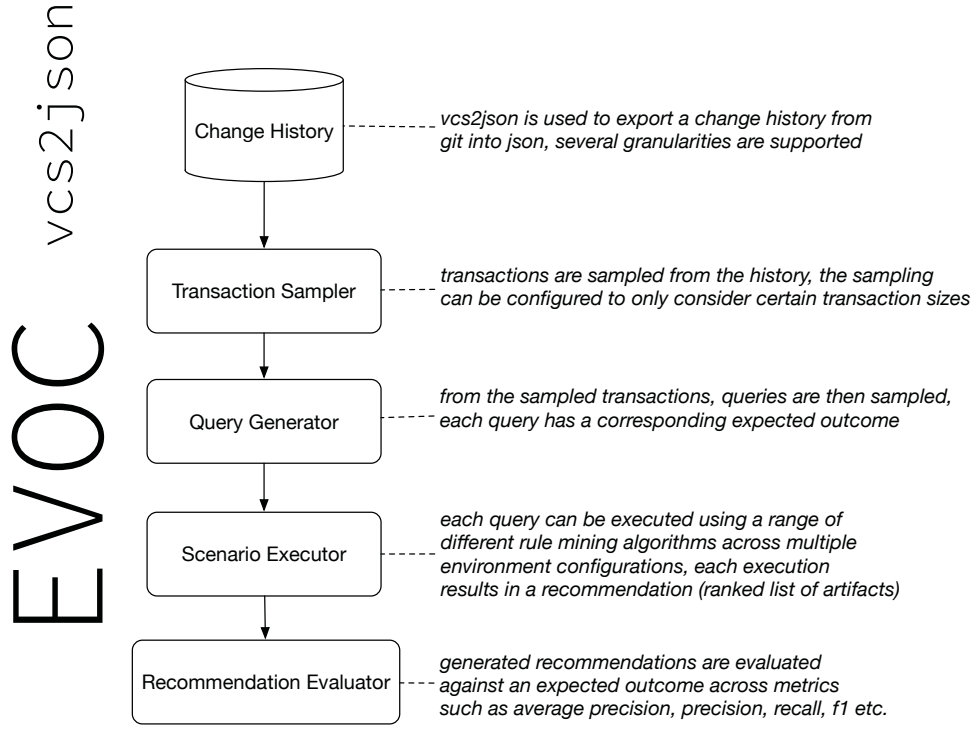 vcs2json
Change History
vcs2json is used to export a change history from
git into json, several granularities are supported
EVOC
Transaction Sampler
transactions are sampled from the history, the sampling
can be configured to only consider certain transaction sizes
Query Generator
from the sampled transactions, queries are then sampled,
each query has a corresponding expected outcome
Scenario Executor
each query can be executed using a range of
different rule mining algorithms across multiple
environment configurations, each execution
results in a recommendation (ranked list of artifacts)
Recommendation Evaluator
generated recommendations are evaluated
against an expected outcome across metrics
such as average precision, precision, recall, f1 etc.